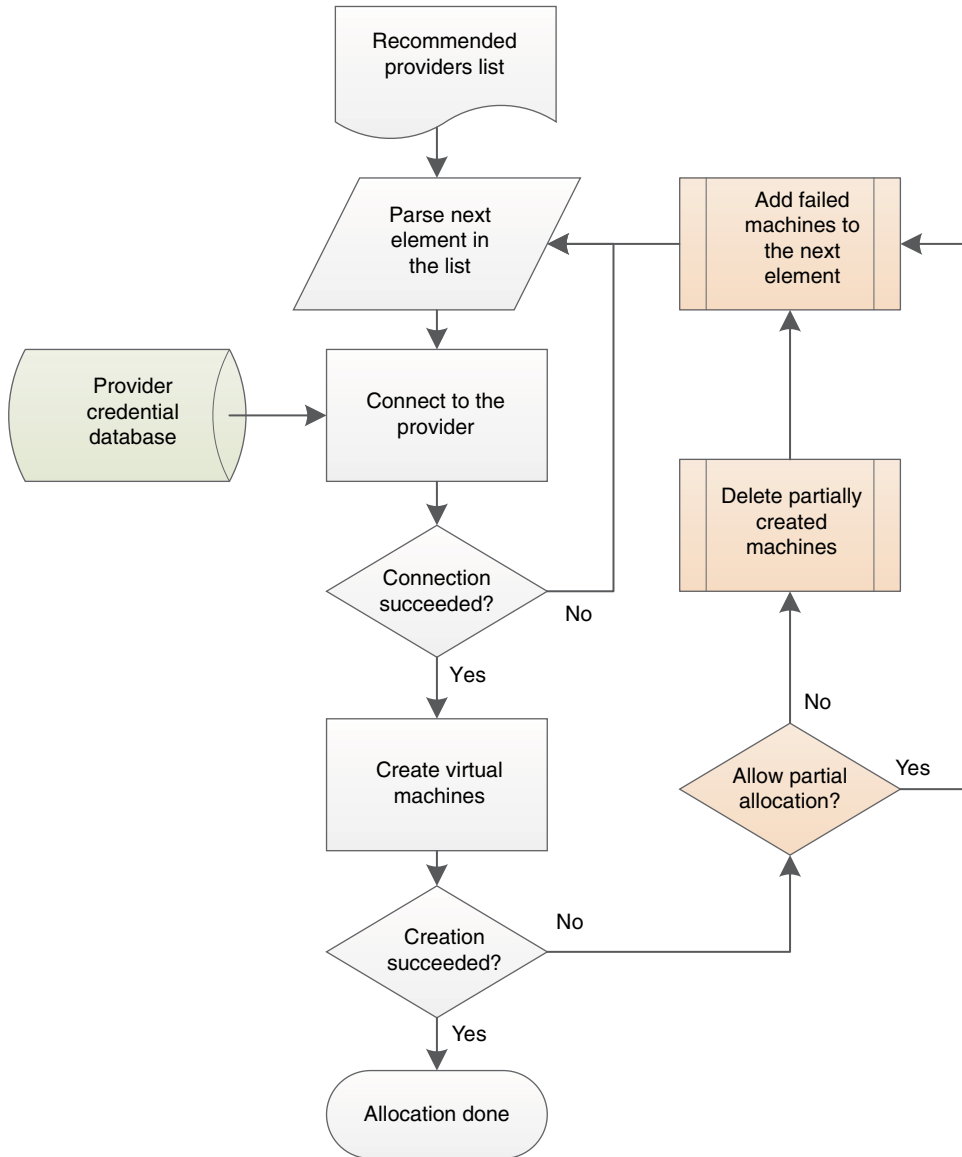 Recommended
providers list
Parse next
element in
the list
Add failed
machines to
the next
element
Provider
credential
database
Connect to the
provider
Delete partially
created
machines
Connection
succeeded?
No
Yes
No
Create virtual
machines
Allow partial
allocation?
Yes
Creation
succeeded?
No
Yes
Allocation done